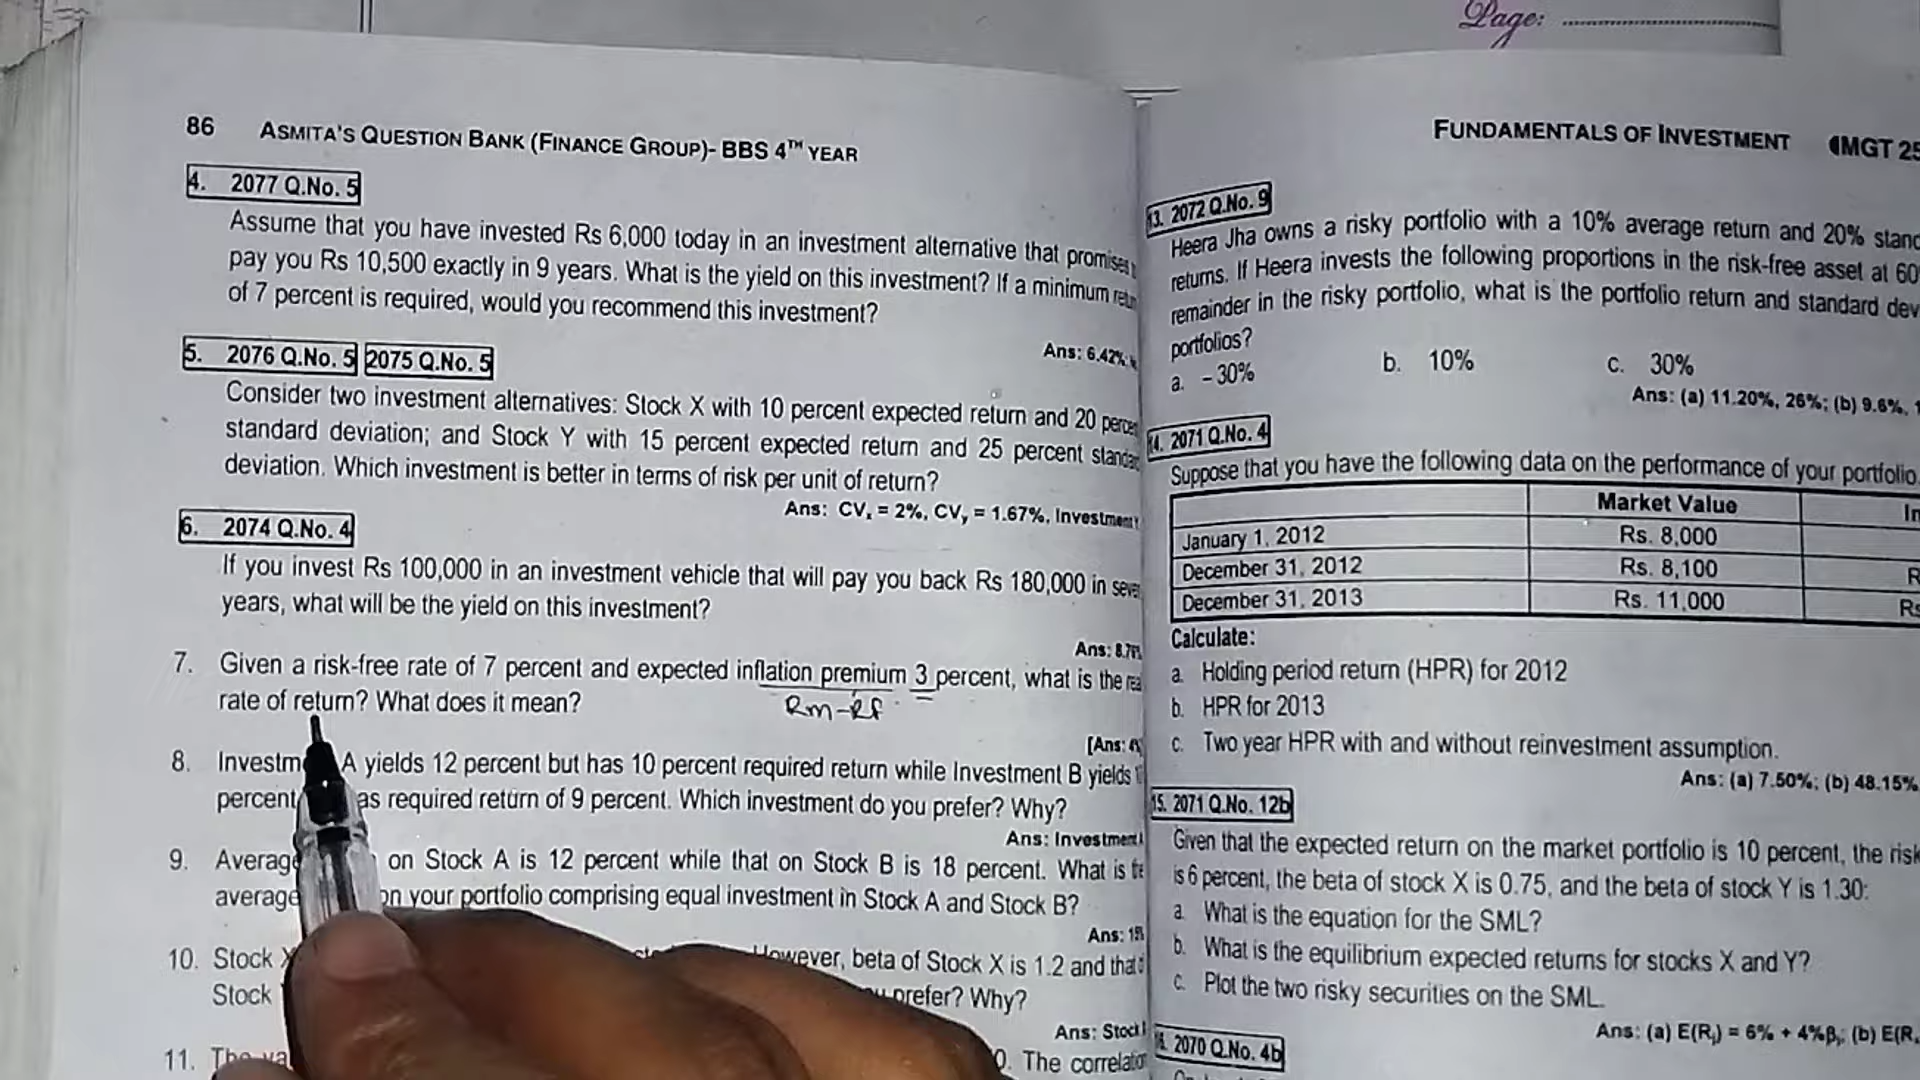 Page:
86 ASMITA'S QUESTION BANK (FINANCE GROUP)- BBS 4TH YEAR
4. 2077 Q.No. 5
Assume that you have invested Rs 6,000 today in an investment alternative that promises
pay you Rs 10,500 exactly in 9 years. What is the yield on this investment? If a minimum
of 7 percent is required, would you recommend this investment?
Ans: 6.42%
5. 2076 Q.No. 5 2075 Q.No. 5
Consider two investment alternatives: Stock X with 10 percent expected return and 20
standard deviation; and Stock Y with 15 percent expected return and 25 percent
deviation. Which investment is better in terms of risk per unit of return?
Ans: CVx = 2%, CVy = 1.67%, Investment
6. 2074 Q.No. 4
If you invest Rs 100,000 in an investment vehicle that will pay you back Rs 180,000 in
years, what will be the yield on this investment?
Ans:
7. Given a risk-free rate of 7 percent and expected inflation premium 3 percent, what is the
rate of return? What does it mean?
Rm-Rf
[Ans:
8. A yields 12 percent but has 10 percent required return while Investment B yields
percent as required return of 9 percent. Which investment do you prefer? Why?
Ans: Investment
9. on Stock A is 12 percent while that on Stock B is 18 percent. What is
average on your portfolio comprising equal investment in Stock A and Stock B?
Ans:
10. Stock However, beta of Stock X is 1.2 and
Stock prefer? Why?
Ans: Stock
11. The correlation
FUNDAMENTALS OF INVESTMENT (MGT 25
13. 2072 Q.No. 9
Heera Jha owns a risky portfolio with a 10% average return and 20%
returns. If Heera invests the following proportions in the risk-free asset at
remainder in the risky portfolio, what is the portfolio return and standard
portfolios?
a. – 30% b. 10% c. 30%
Ans: (a) 11.20%, 26%; (b) 9.6%,
14. 2071 Q.No. 4
Suppose that you have the following data on the performance of your portfolio
Market Value
January 1, 2012 Rs. 8,000
December 31, 2012 Rs. 8,100
December 31, 2013 Rs. 11,000
Calculate:
a. Holding period return (HPR) for 2012
b. HPR for 2013
c. Two year HPR with and without reinvestment assumption.
Ans: (a) 7.50%; (b) 48.15%
15. 2071 Q.No. 12b
Given that the expected return on the market portfolio is 10 percent, the
is 6 percent, the beta of stock X is 0.75, and the beta of stock Y is 1.30:
a. What is the equation for the SML?
b. What is the equilibrium expected returns for stocks X and Y?
c. Plot the two risky securities on the SML.
Ans: (a) E(Rj) = 6% + 4%βj; (b)
2070 Q.No. 4b